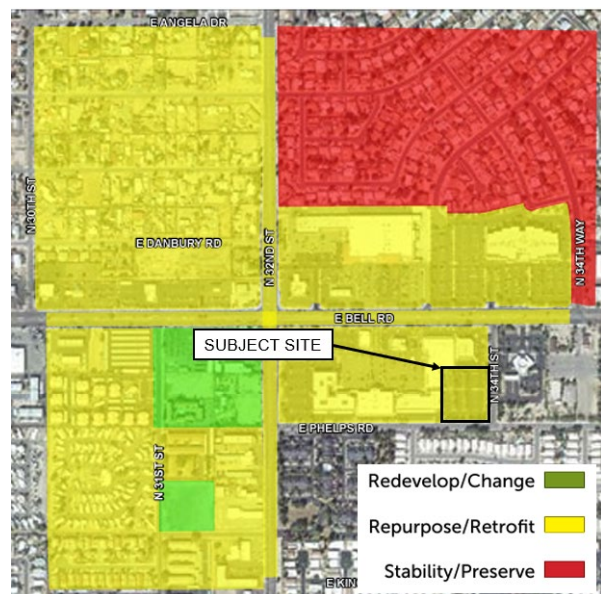 E ANGELA DR
N 30TH ST
E DANBURY RD
N 32ND ST
N 34TH WAY
E BELL RD
SUBJECT SITE
N 34TH ST
E PHELPS RD
N 31ST ST
Redevelop/Change
Repurpose/Retrofit
Stability/Preserve
E KIN